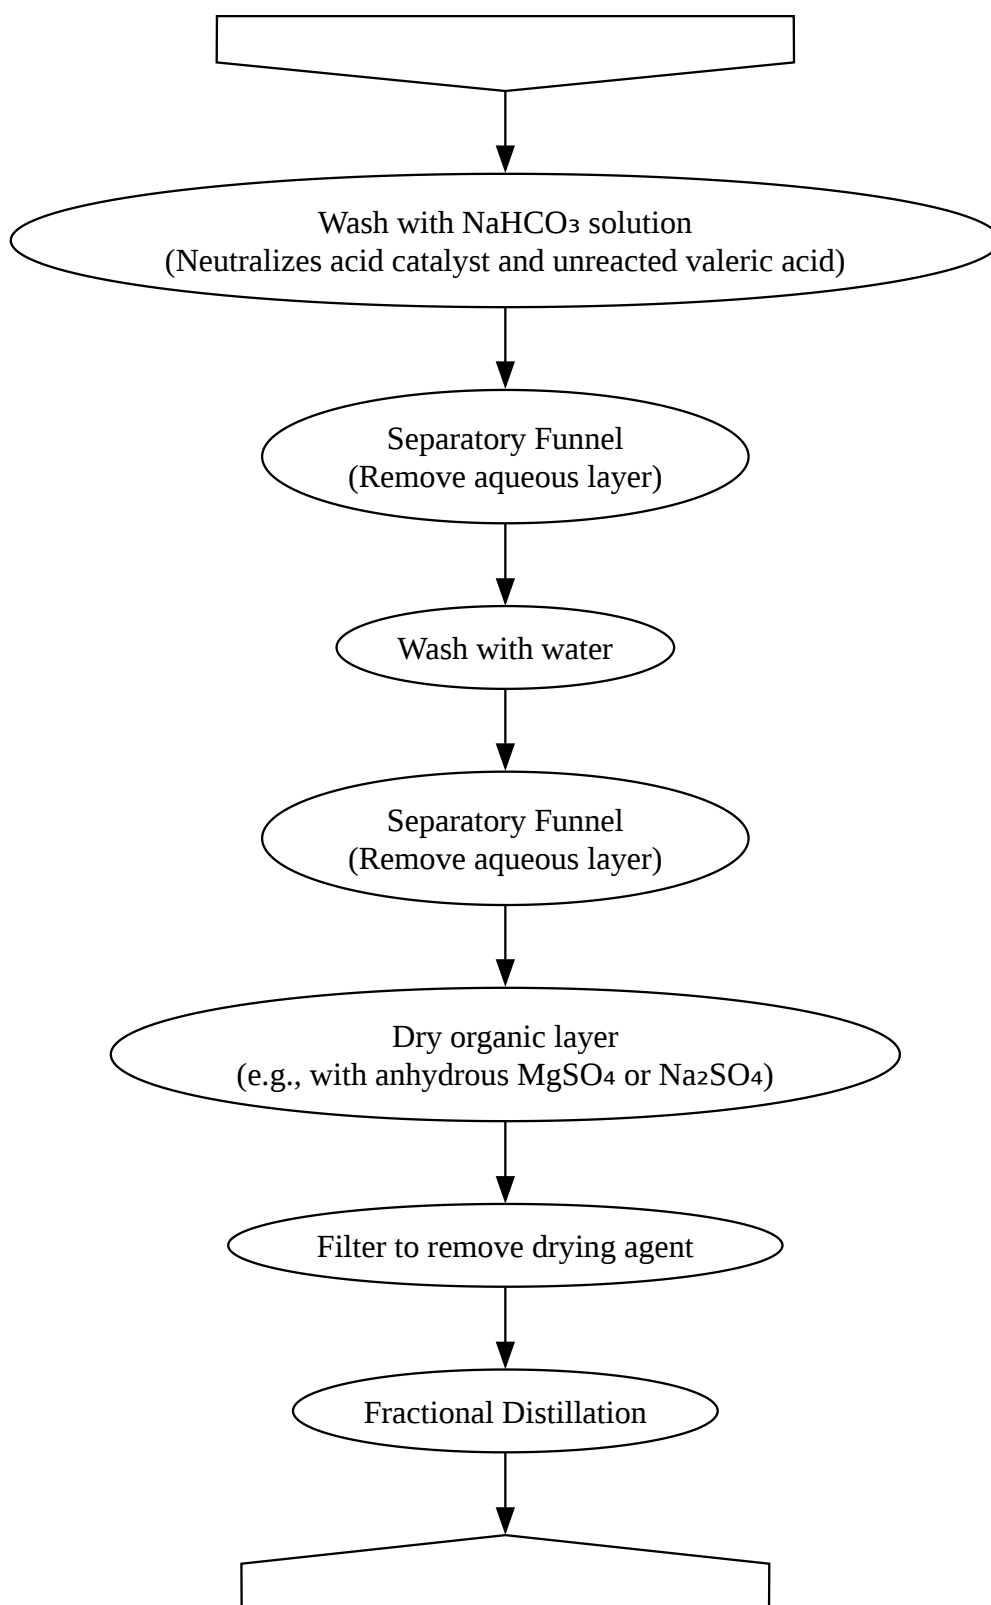 Wash with NaHCO₃ solution
(Neutralizes acid catalyst and unreacted valeric acid)
Separatory Funnel
(Remove aqueous layer)
Wash with water
Separatory Funnel
(Remove aqueous layer)
Dry organic layer
(e.g., with anhydrous MgSO₄ or Na₂SO₄)
Filter to remove drying agent
Fractional Distillation